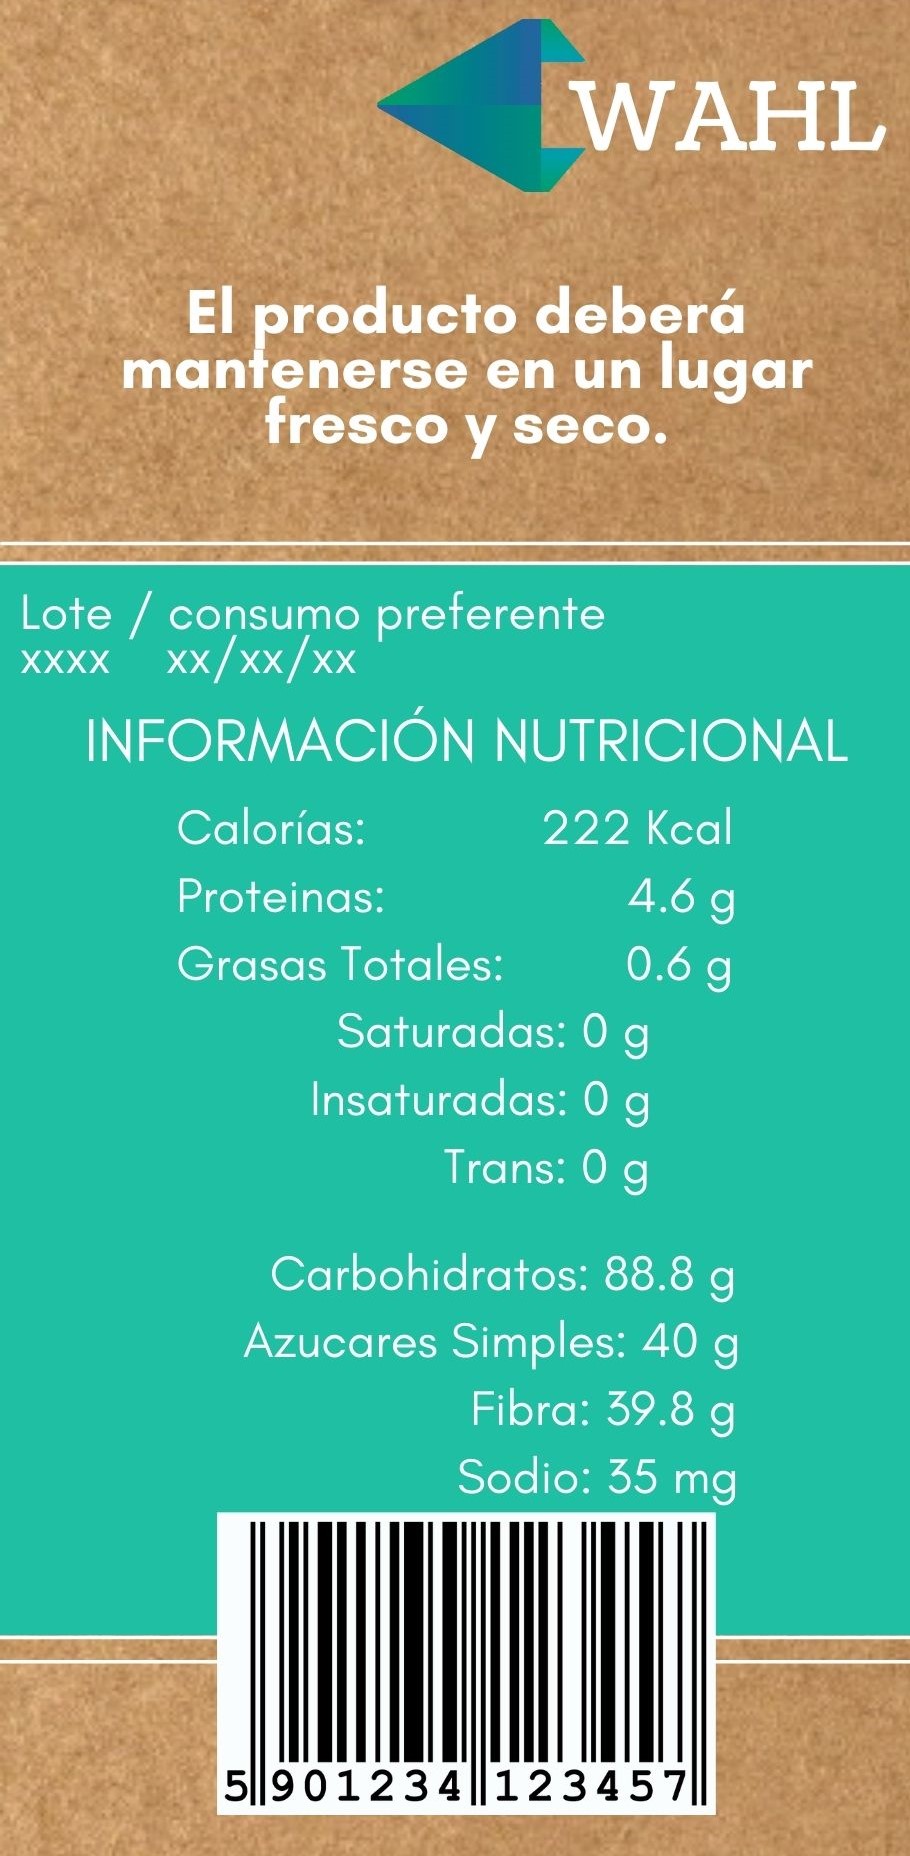 WAHL
El producto deberá
mantenerse en un lugar
fresco y seco.
Lote / consumo preferente
xxxx xx/xx/xx
INFORMACIÓN NUTRICIONAL
Calorías: 222 Kcal
Proteinas: 4.6 g
Grasas Totales: 0.6 g
Saturadas: 0 g
Insaturadas: 0 g
Trans: 0 g
Carbohidratos: 88.8 g
Azucares Simples: 40 g
Fibra: 39.8 g
Sodio: 35 mg
5 901234 123457